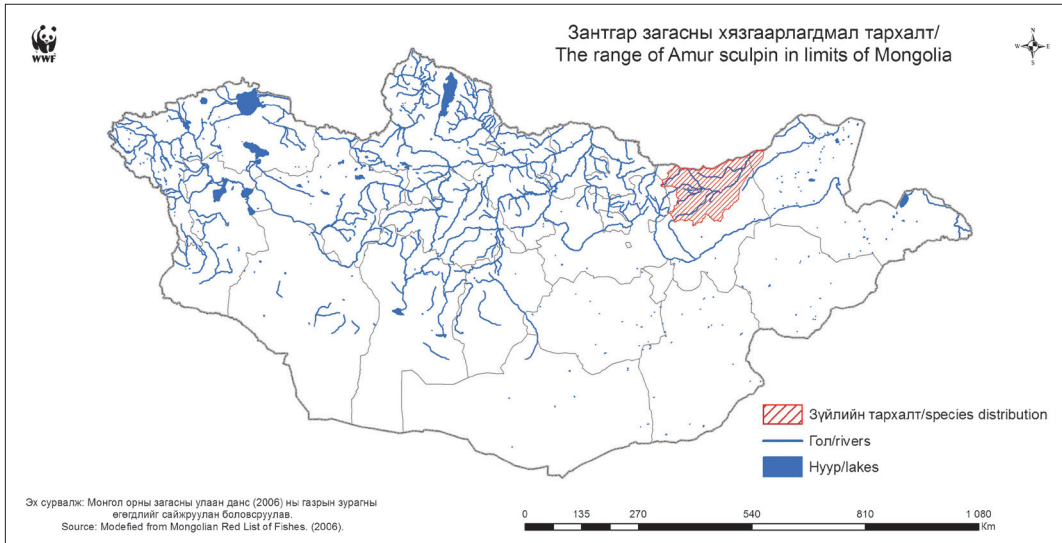 WWF
Зантгар загасны хязгаарлагдмал тархалт/
The range of Amur sculpin in limits of Mongolia
N
W E
S
Зүйлийн тархалт/species distribution
Гол/rivers
Нуур/lakes
Эх сурвалж: Монгол орны загасны улаан данс (2006) ны газрын зурагны
өгөгдлийг сайжруулан боловсруулав.
Source: Modefied from Mongolian Red List of Fishes. (2006).
0 135 270 540 810 1 080
Km